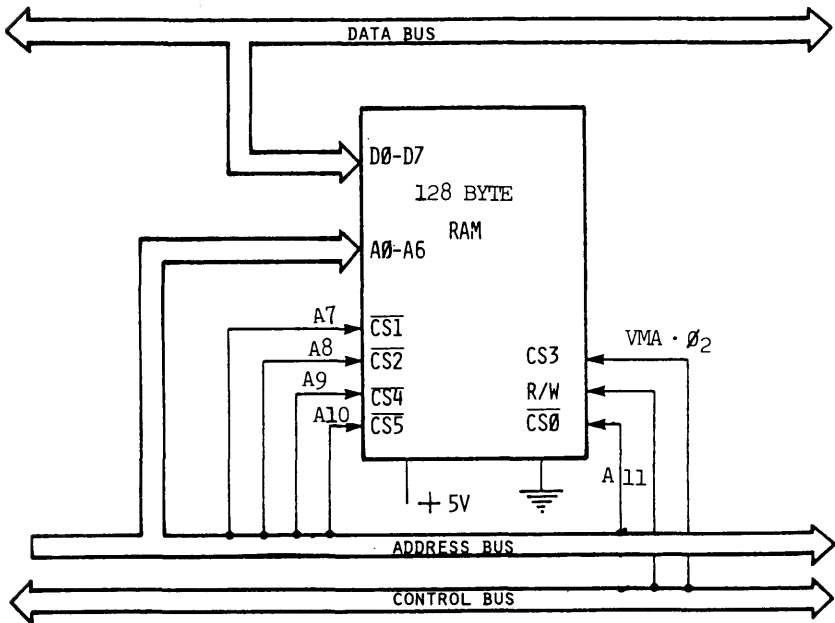 DATA BUS
DØ-D7
128 BYTE
RAM
AØ-A6
A7
CS1
A8
CS2
A9
CS4
A10
CS5
VMA · Ø2
CS3
R/W
CSØ
A 11
+ 5V
ADDRESS BUS
CONTROL BUS